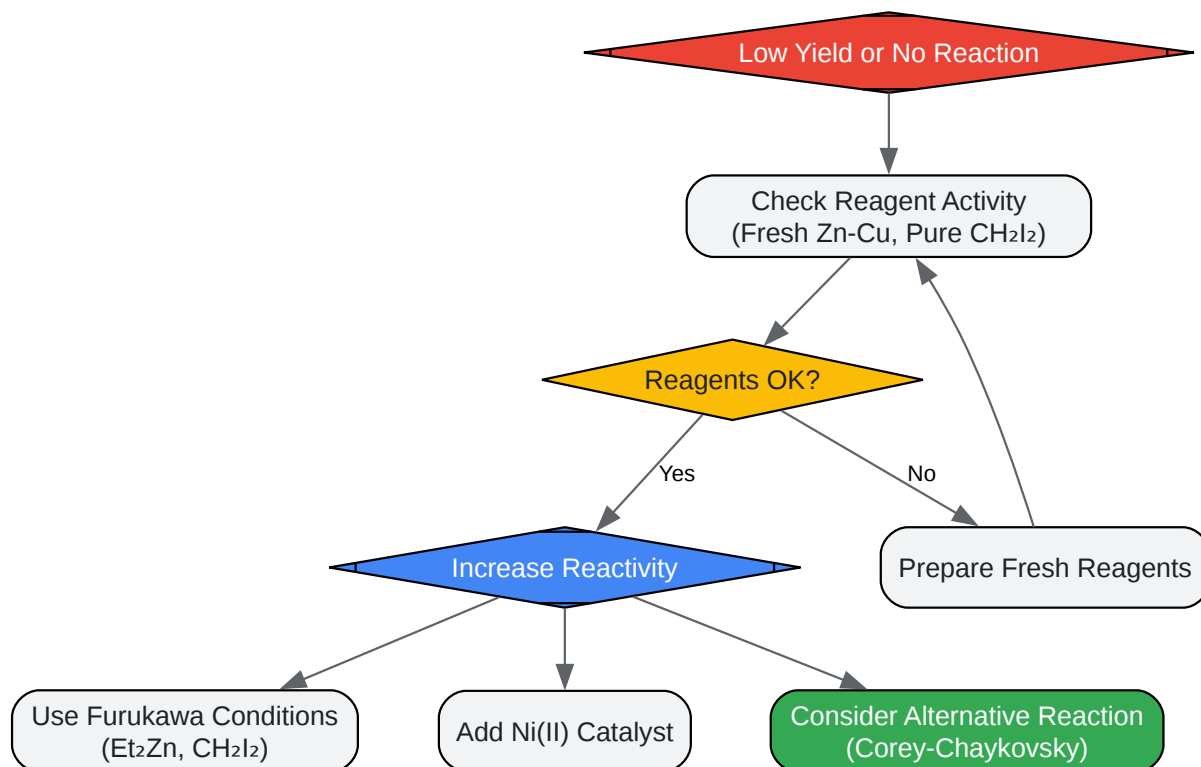 Low Yield or No Reaction
Check Reagent Activity
(Fresh Zn-Cu, Pure CH₂I₂)
Reagents OK?
Yes
No
Increase Reactivity
Prepare Fresh Reagents
Use Furukawa Conditions
(Et₂Zn, CH₂I₂)
Add Ni(II) Catalyst
Consider Alternative Reaction
(Corey-Chaykovsky)